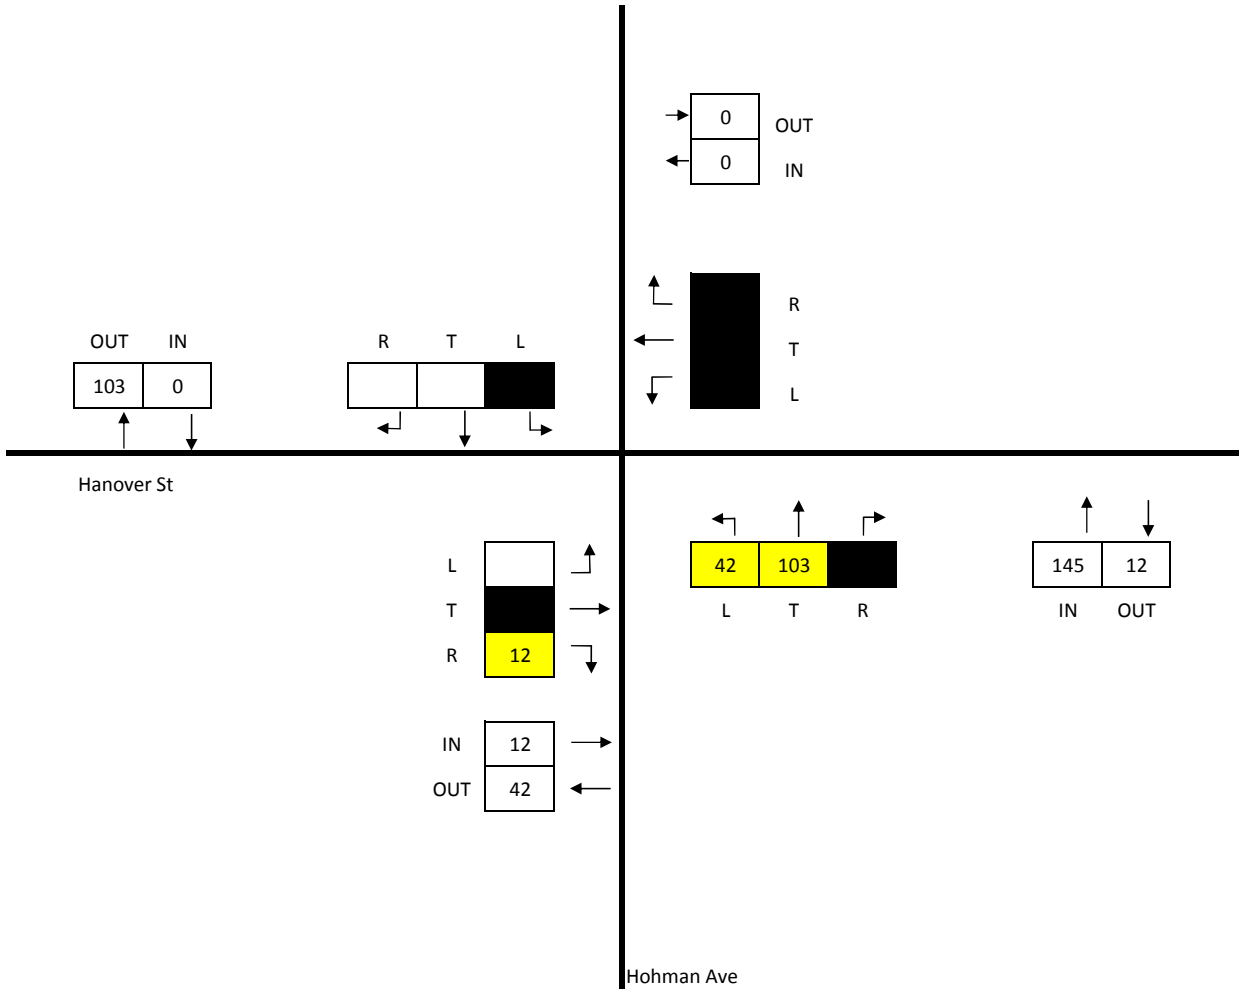 0 OUT
0 IN
R
T
L
OUT IN
103 0
R T L
Hanover St
L
T
R 12
IN 12
OUT 42
42 103
L T R
145 12
IN OUT
Hohman Ave